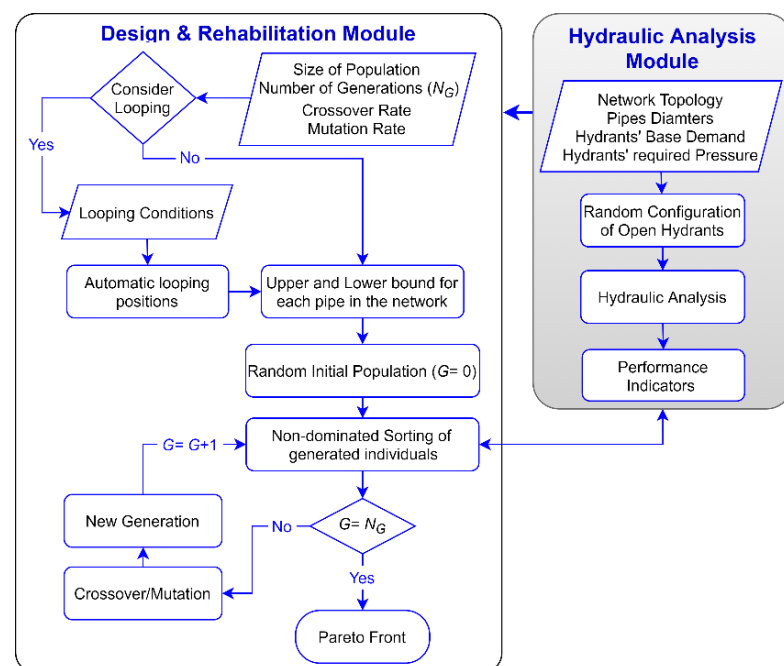 Design & Rehabilitation Module
Consider
Looping
Size of Population
Number of Generations (N_G)
Crossover Rate
Mutation Rate
Yes
No
Looping Conditions
Automatic looping
positions
Upper and Lower bound for
each pipe in the network
Random Initial Population (G= 0)
G= G+1
Non-dominated Sorting of
generated individuals
New Generation
No
G= N_G
Crossover/Mutation
Yes
Pareto Front
Hydraulic Analysis
Module
Network Topology
Pipes Diamters
Hydrants' Base Demand
Hydrants' required Pressure
Random Configuration
of Open Hydrants
Hydraulic Analysis
Performance
Indicators